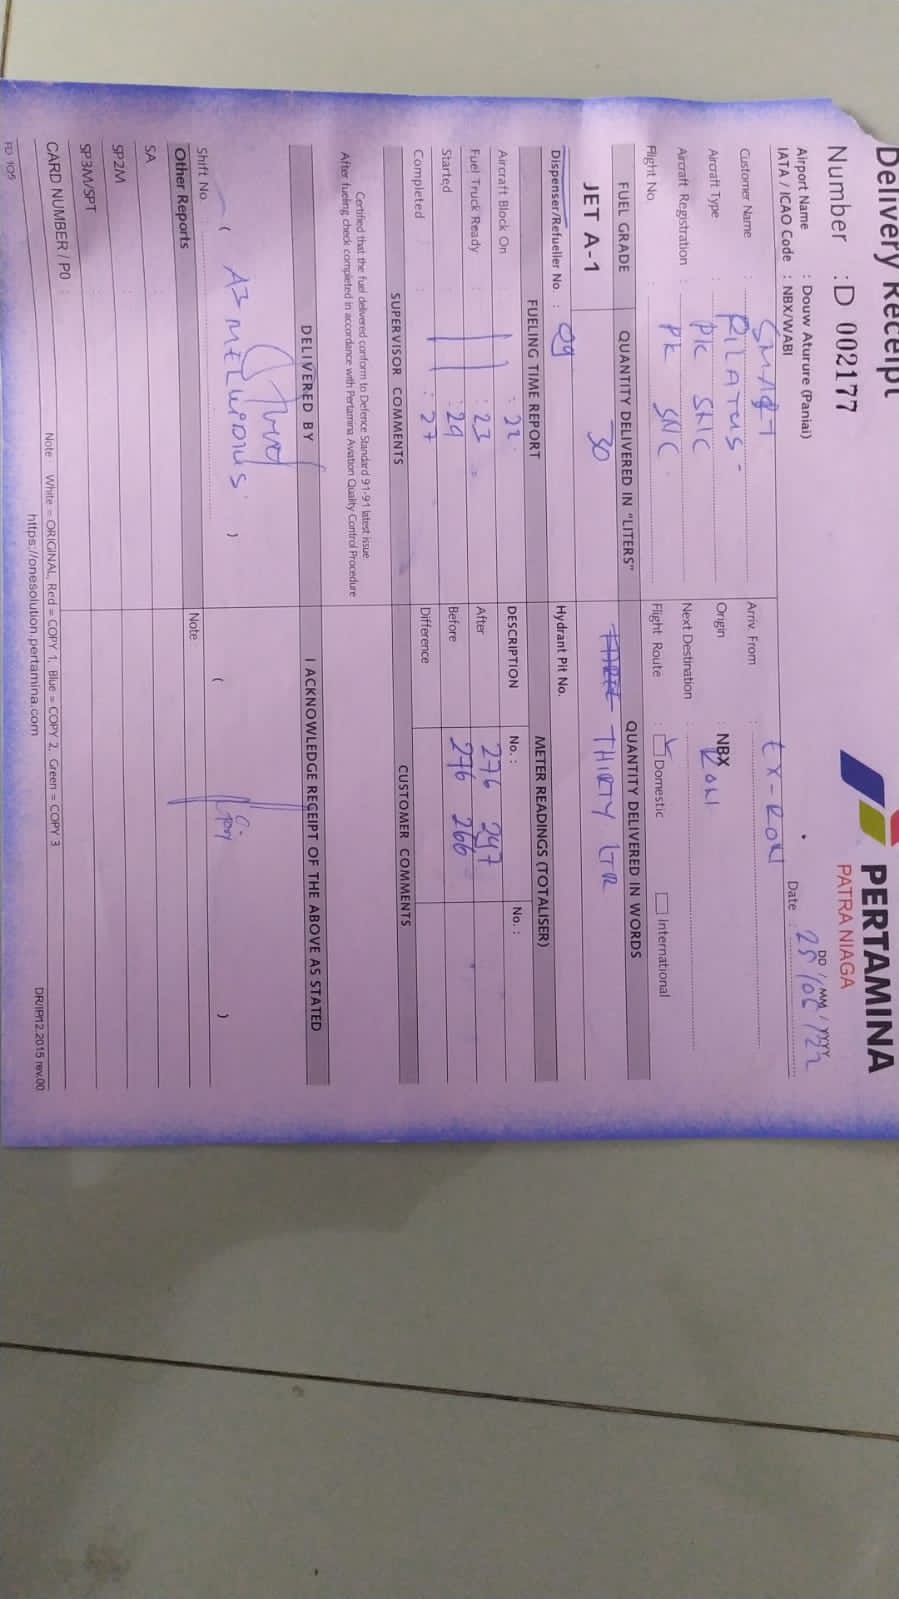 Delivery Receipt
PERTAMINA
PATRA NIAGA
Number : D 002177
DD / MM / YYYY
Date
Airport Name : Douw Aturure (Paniai)
IATA / ICAO Code : NBX/WABI
Customer Name : SMART
Arriv. From : EX-ROW
Aircraft Type : PILATUS
Origin : NBX
Aircraft Registration : PK SNC
Next Destination
Flight No. : PK SNC
Flight Route : Domestic International
FUEL GRADE QUANTITY DELIVERED IN "LITERS" QUANTITY DELIVERED IN WORDS
JET A-1 30 THIRTY LTR
Dispenser/Refueller No. : 09 Hydrant Pit No.
FUELING TIME REPORT METER READINGS (TOTALISER)
Aircraft Block On : : 22 DESCRIPTION No. : No. :
Fuel Truck Ready : : 23 After 276 297
Started : : 24 Before 276 266
Completed : : 27 Difference
SUPERVISOR COMMENTS CUSTOMER COMMENTS
Certified that the fuel delivered conform to Defence Standard 91-91 latest issue
After fueling check completed in accordance with Pertamina Aviation Quality Control Procedure
DELIVERED BY I ACKNOWLEDGE RECEIPT OF THE ABOVE AS STATED
( ) ( )
Shift No.
Other Reports Note
SA :
SP2M :
SP3M/SPT :
CARD NUMBER / PO :
Note White = ORIGINAL, Red = COPY 1, Blue = COPY 2, Green = COPY 3
https://onesolution.pertamina.com
FD 105
DR/IP/12.2015 rev.00